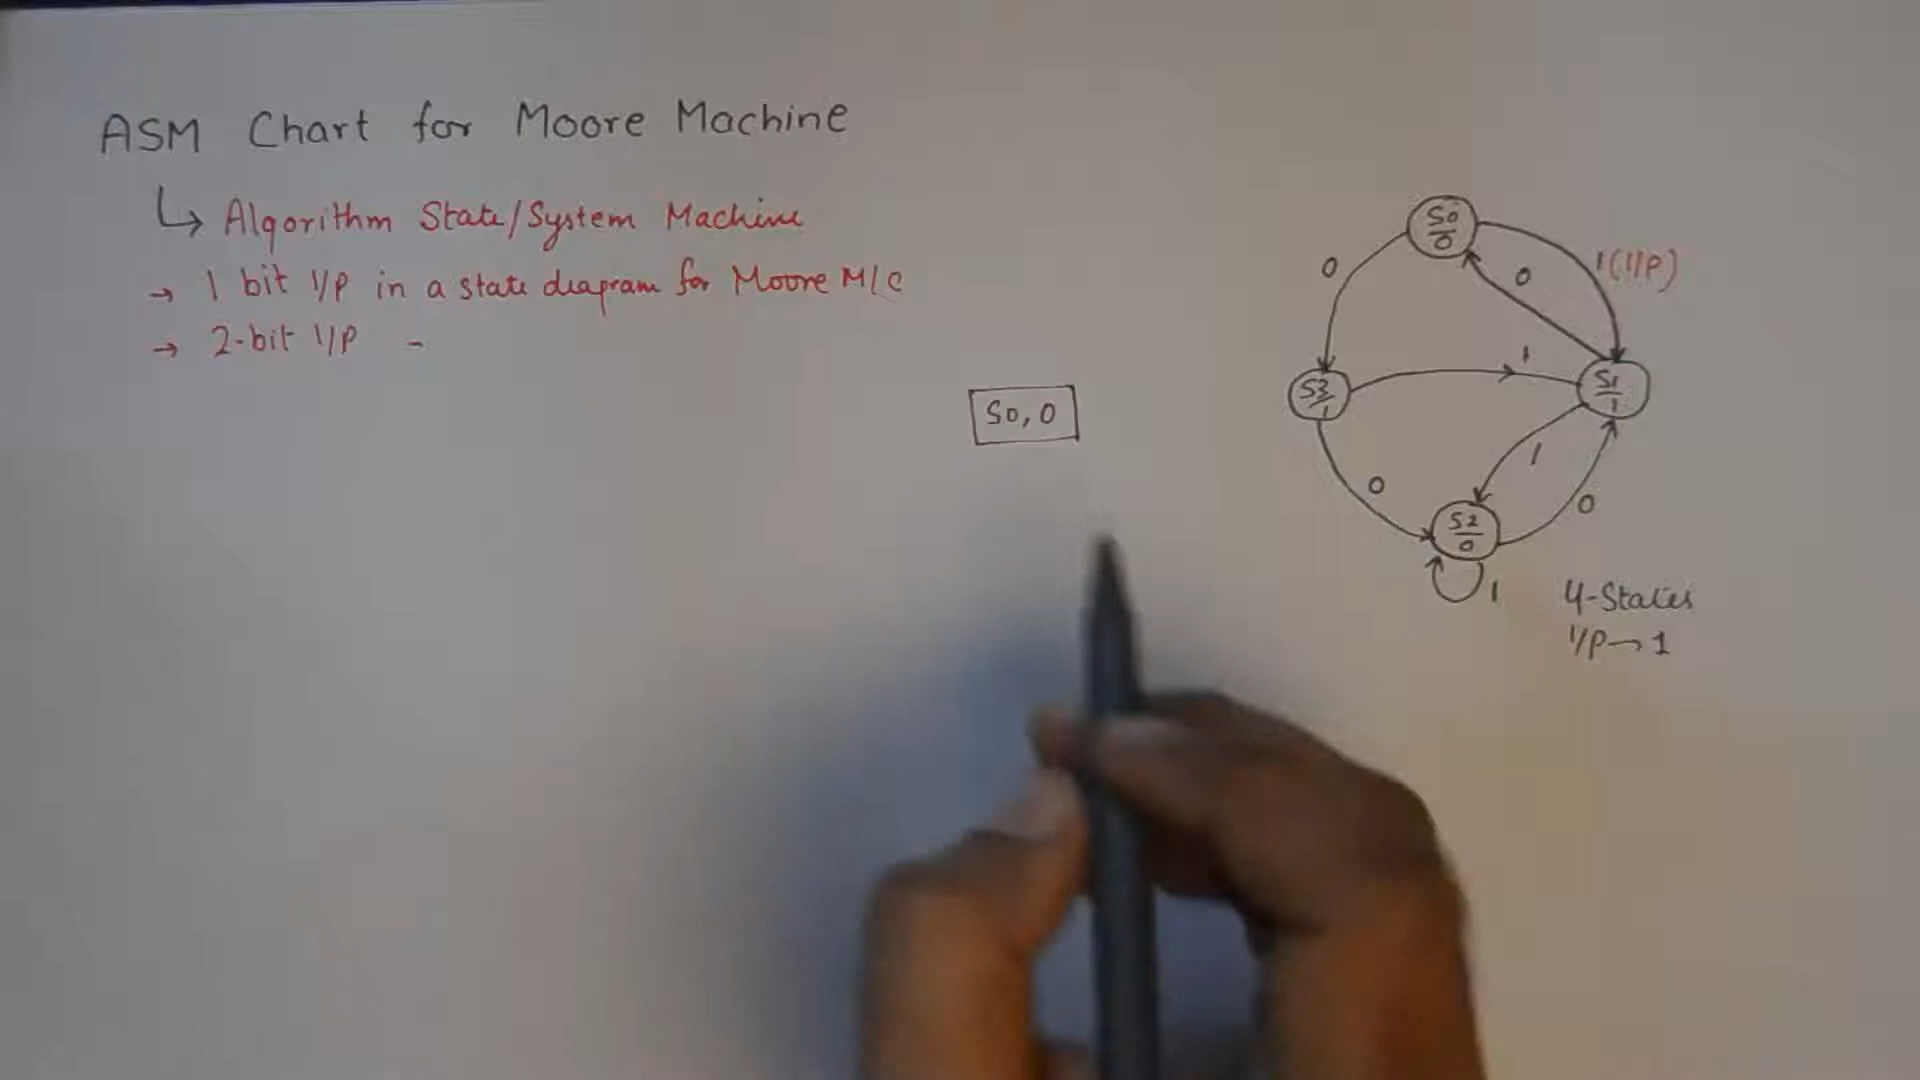 ASM Chart for Moore Machine
↳ Algorithm State/System Machine
→ 1 bit I/P in a state diagram for Moore M/C
→ 2-bit I/P -
S0, 0
S0/0
1 (I/P)
0
0
S3/1
1
S1/1
1
0
0
S2/0
1
4-States
I/P → 1